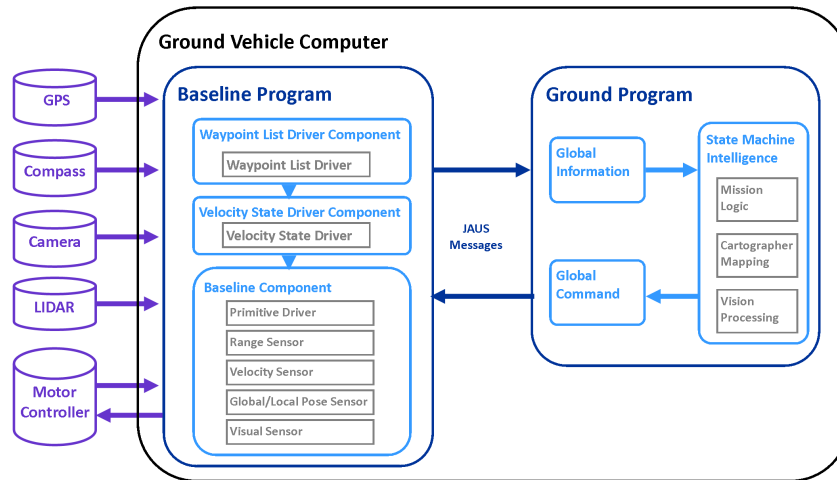 Ground Vehicle Computer
GPS
Compass
Camera
LIDAR
Motor
Controller
Baseline Program
Waypoint List Driver Component
Waypoint List Driver
Velocity State Driver Component
Velocity State Driver
Baseline Component
Primitive Driver
Range Sensor
Velocity Sensor
Global/Local Pose Sensor
Visual Sensor
JAUS
Messages
Ground Program
Global
Information
Global
Command
State Machine
Intelligence
Mission
Logic
Cartographer
Mapping
Vision
Processing